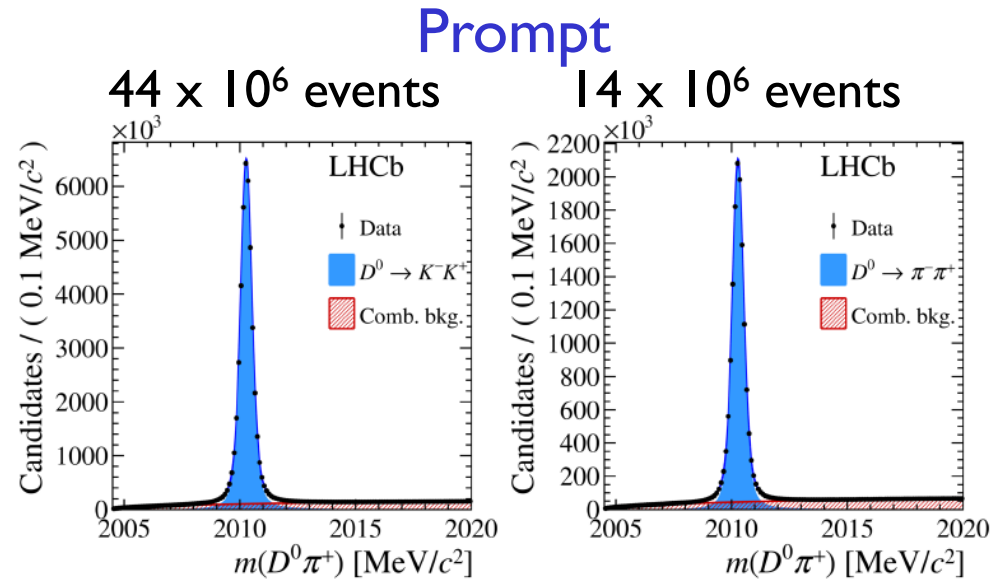 Prompt
44 x 10⁶ events
14 x 10⁶ events
×10³
Candidates / ( 0.1 MeV/c² )
6000
5000
4000
3000
2000
1000
0
LHCb
Data
D⁰ → K⁻K⁺
Comb. bkg.
2005 2010 2015 2020
m(D⁰π⁺) [MeV/c²]
×10³
Candidates / ( 0.1 MeV/c² )
2200
2000
1800
1600
1400
1200
1000
800
600
400
200
0
LHCb
Data
D⁰ → π⁻π⁺
Comb. bkg.
2005 2010 2015 2020
m(D⁰π⁺) [MeV/c²]